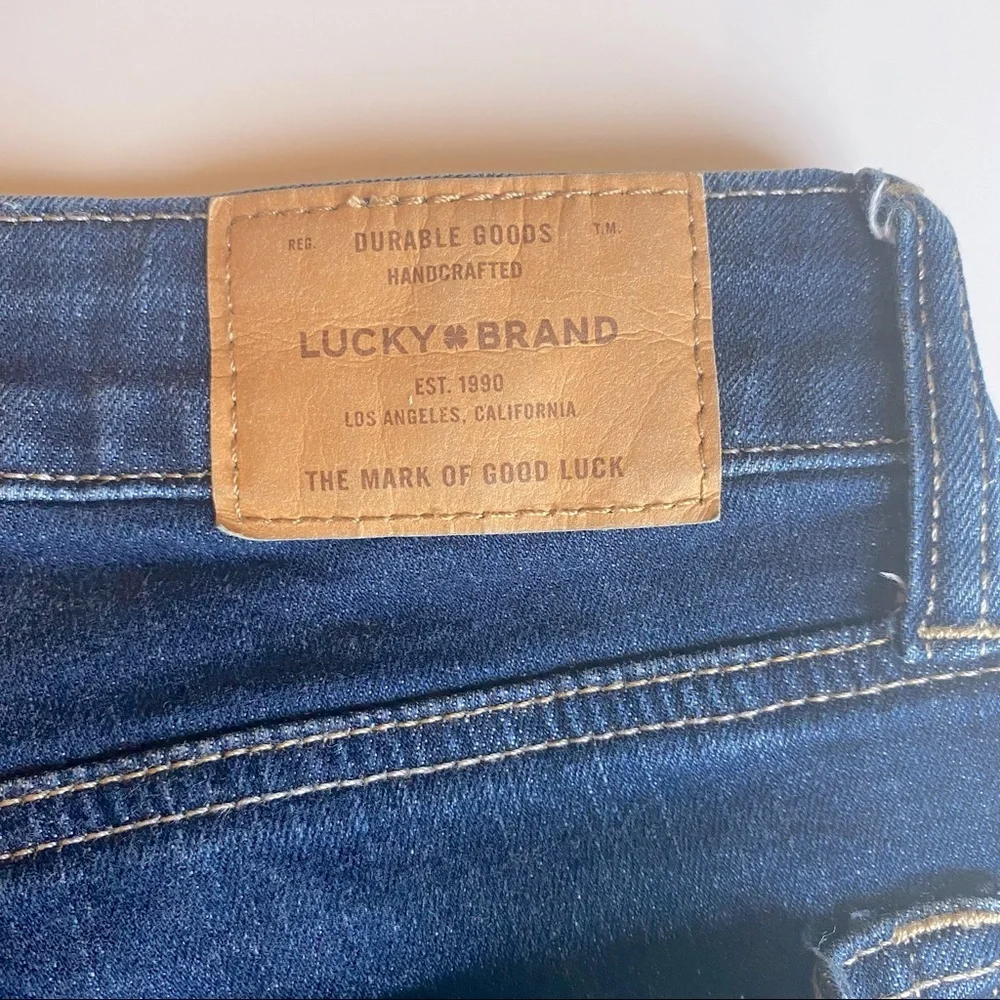 REG. DURABLE GOODS T.M.
HANDCRAFTED
LUCKY BRAND
EST. 1990
LOS ANGELES, CALIFORNIA
THE MARK OF GOOD LUCK